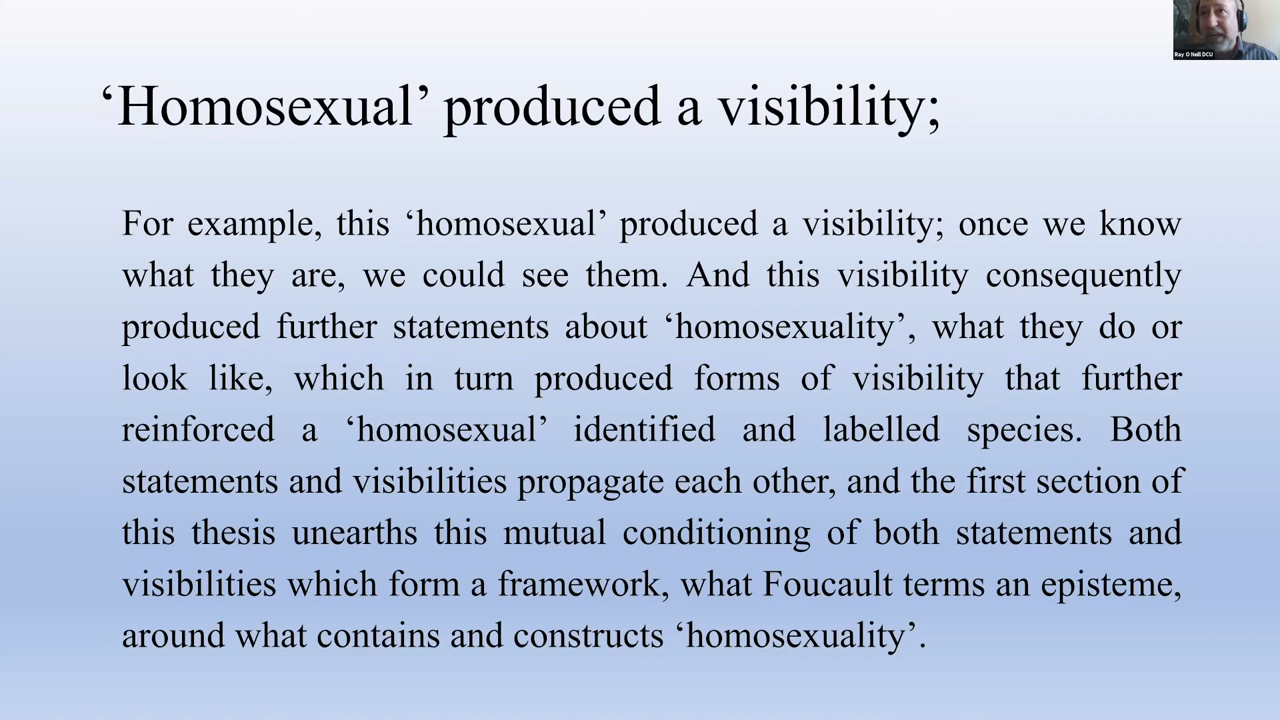 Ray O Neill DCU
‘Homosexual’ produced a visibility;
For example, this ‘homosexual’ produced a visibility; once we know
what they are, we could see them. And this visibility consequently
produced further statements about ‘homosexuality’, what they do or
look like, which in turn produced forms of visibility that further
reinforced a ‘homosexual’ identified and labelled species. Both
statements and visibilities propagate each other, and the first section of
this thesis unearths this mutual conditioning of both statements and
visibilities which form a framework, what Foucault terms an episteme,
around what contains and constructs ‘homosexuality’.